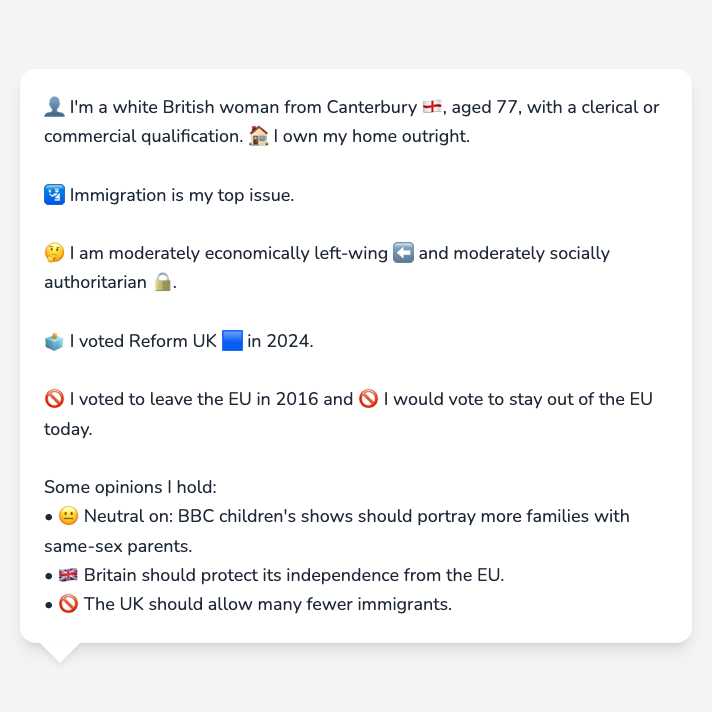 👤 I'm a white British woman from Canterbury 🏴󠁧󠁢󠁥󠁮󠁧󠁿, aged 77, with a clerical or
commercial qualification. 🏠 I own my home outright.
🛂 Immigration is my top issue.
🤔 I am moderately economically left-wing ⬅️ and moderately socially
authoritarian 🔒.
🗳️ I voted Reform UK 🟦 in 2024.
🚫 I voted to leave the EU in 2016 and 🚫 I would vote to stay out of the EU
today.
Some opinions I hold:
• 😐 Neutral on: BBC children's shows should portray more families with
same-sex parents.
• 🇬🇧 Britain should protect its independence from the EU.
• 🚫 The UK should allow many fewer immigrants.